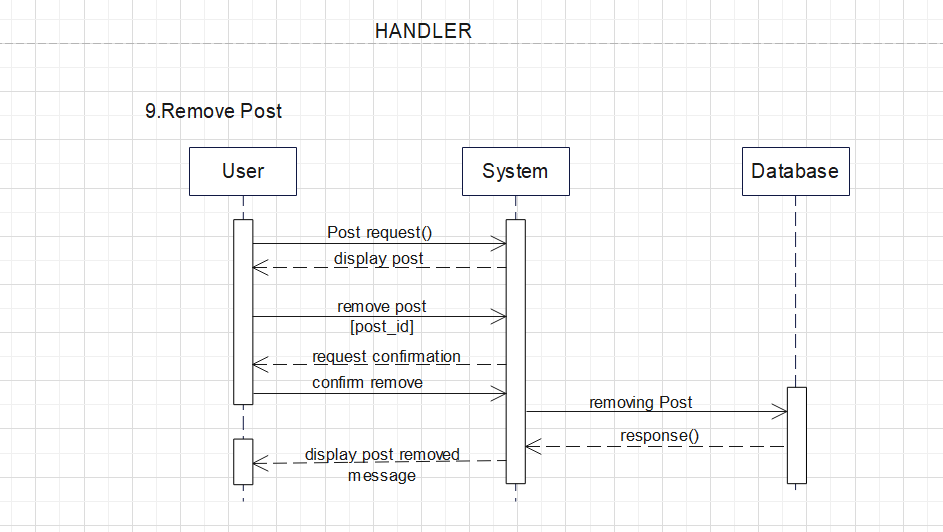 HANDLER
9.Remove Post
User
System
Database
Post request()
display post
remove post
[post_id]
request confirmation
confirm remove
removing Post
response()
display post removed
message